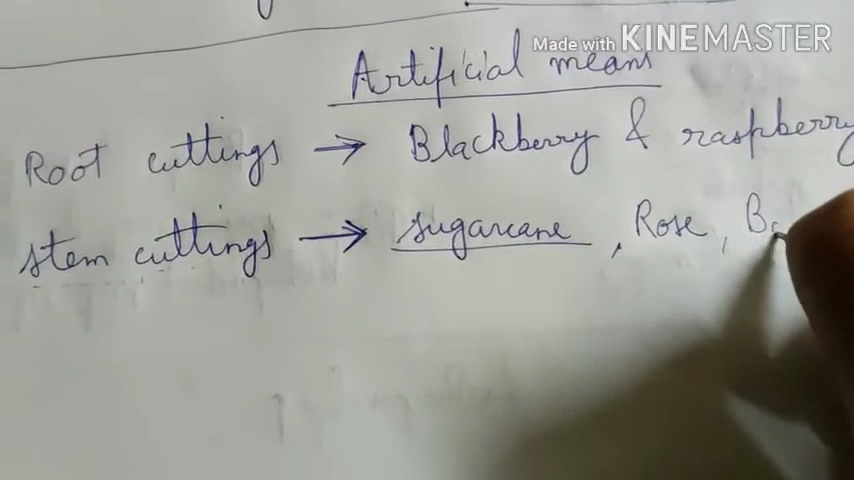 Made with KINEMASTER
Artificial means
Root cuttings → Blackberry & raspberry
stem cuttings → sugarcane , Rose , B